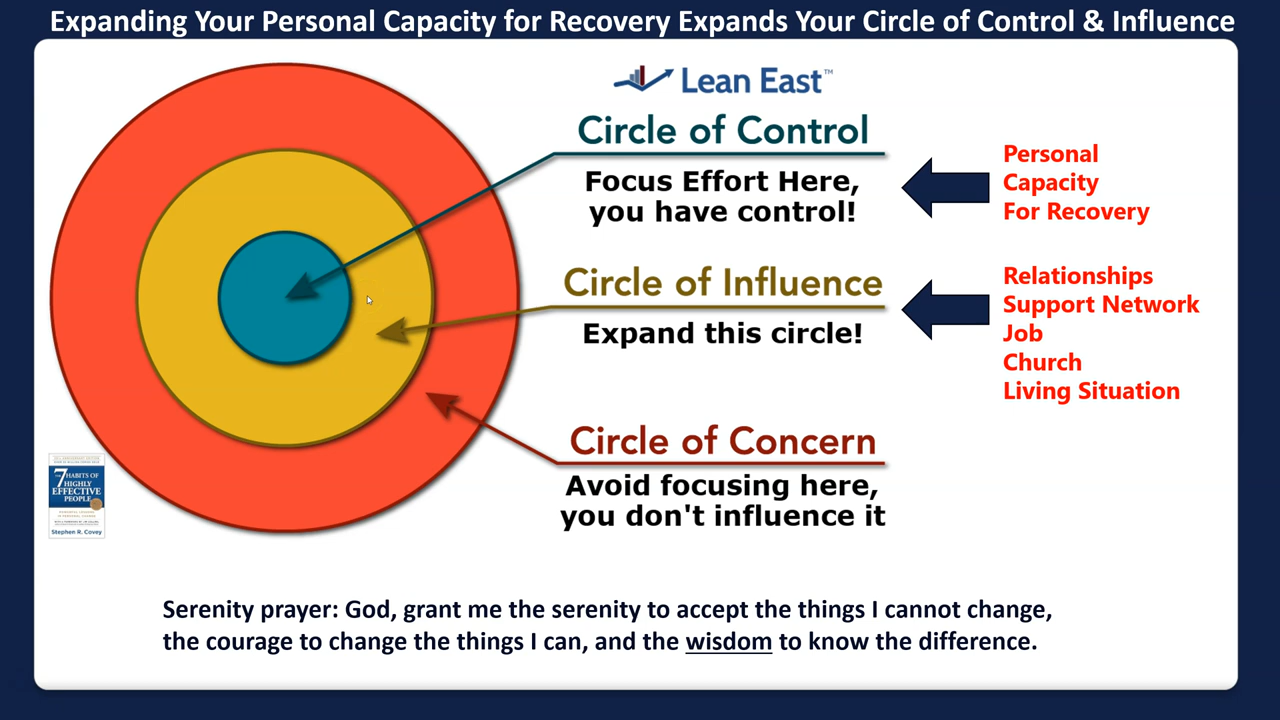 Expanding Your Personal Capacity for Recovery Expands Your Circle of Control & Influence
Lean East™
Circle of Control
Focus Effort Here,
you have control!
Personal
Capacity
For Recovery
Circle of Influence
Expand this circle!
Relationships
Support Network
Job
Church
Living Situation
Circle of Concern
Avoid focusing here,
you don't influence it
7 HABITS OF
HIGHLY
EFFECTIVE
PEOPLE
Stephen R. Covey
Serenity prayer: God, grant me the serenity to accept the things I cannot change,
the courage to change the things I can, and the wisdom to know the difference.